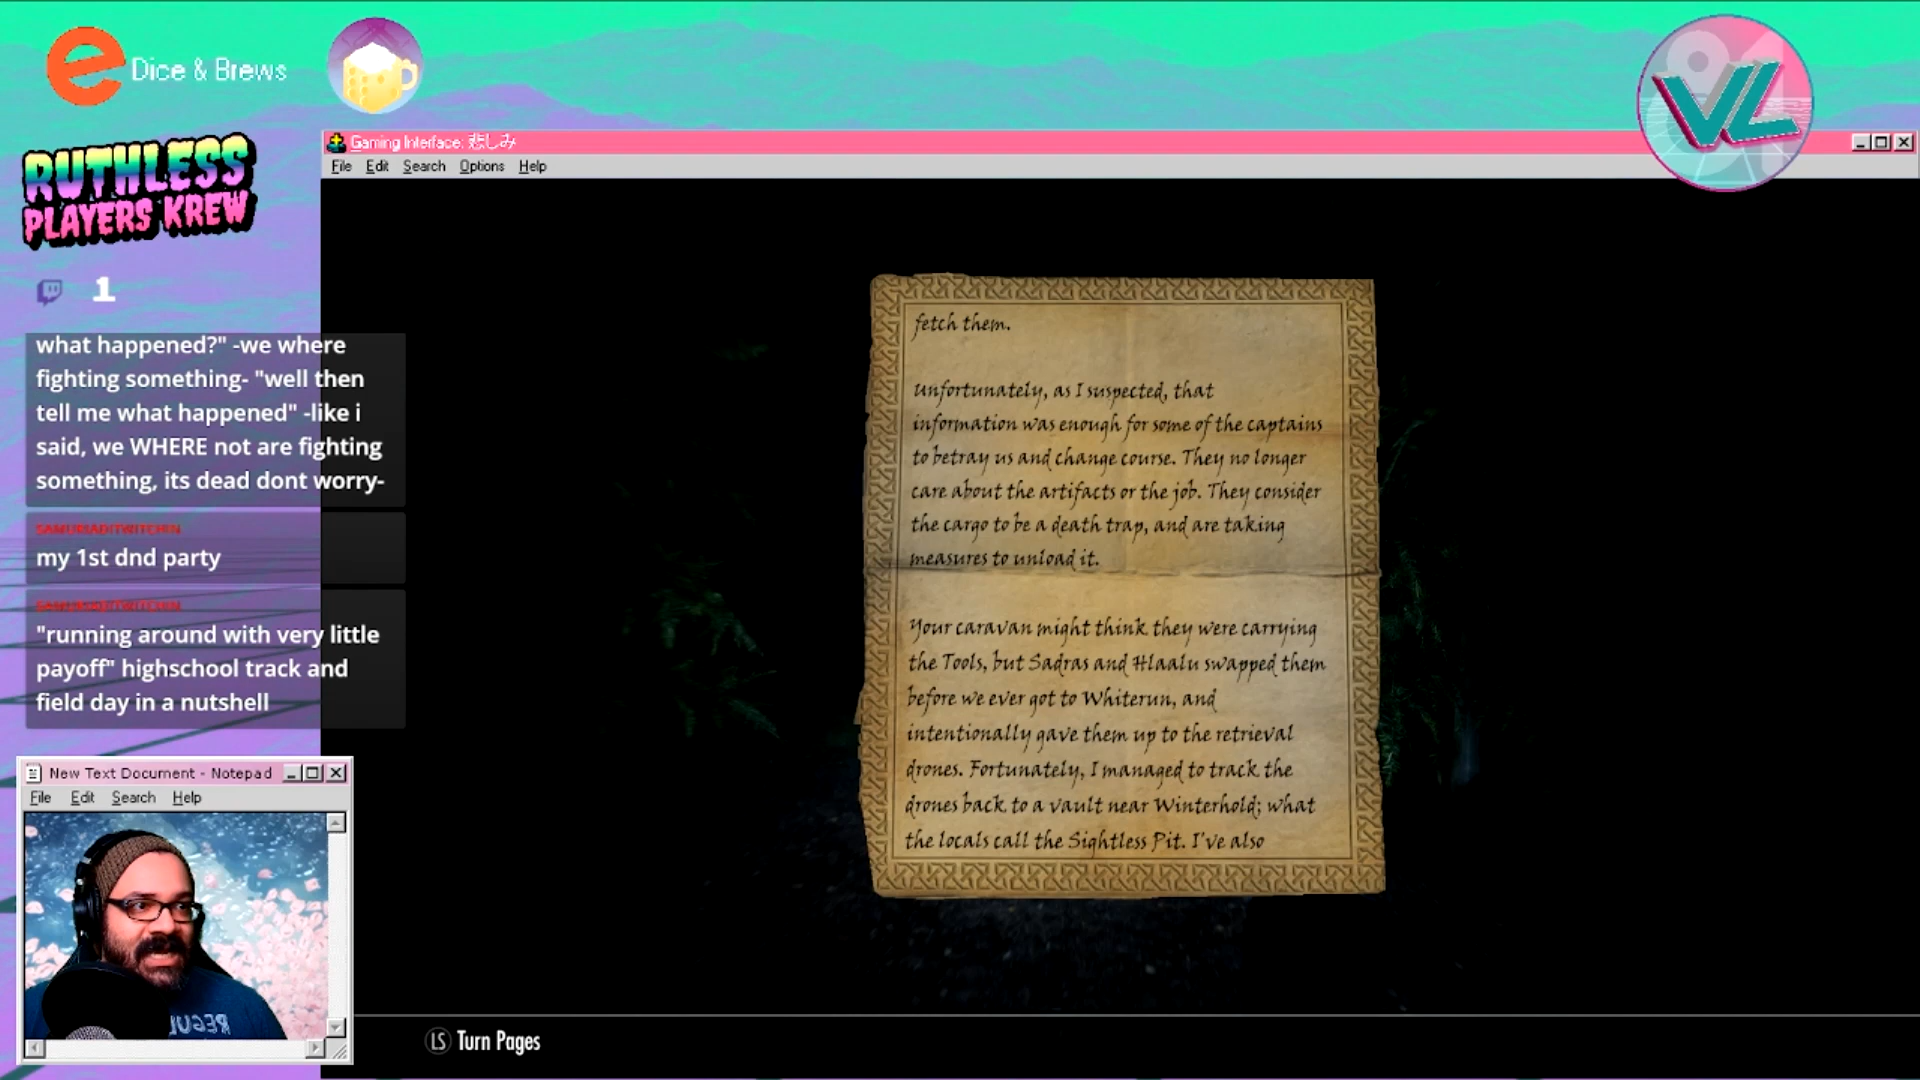 Dice & Brews
VL
RUTHLESS
PLAYERS KREW
Gaming Interface: 悲しみ
File Edit Search Options Help
1
what happened?" -we where
fighting something- "well then
tell me what happened" -like i
said, we WHERE not are fighting
something, its dead dont worry-
my 1st dnd party
"running around with very little
payoff" highschool track and
field day in a nutshell
New Text Document - Notepad
File Edit Search Help
fetch them.
Unfortunately, as I suspected, that
information was enough for some of the captains
to betray us and change course. They no longer
care about the artifacts or the job. They consider
the cargo to be a death trap, and are taking
measures to unload it.
Your caravan might think they were carrying
the Tools, but Sadras and Hlaalu swapped them
before we ever got to Whiterun, and
intentionally gave them up to the retrieval
drones. Fortunately, I managed to track the
drones back to a vault near Winterhold; what
the locals call the Sightless Pit. I've also
LS Turn Pages